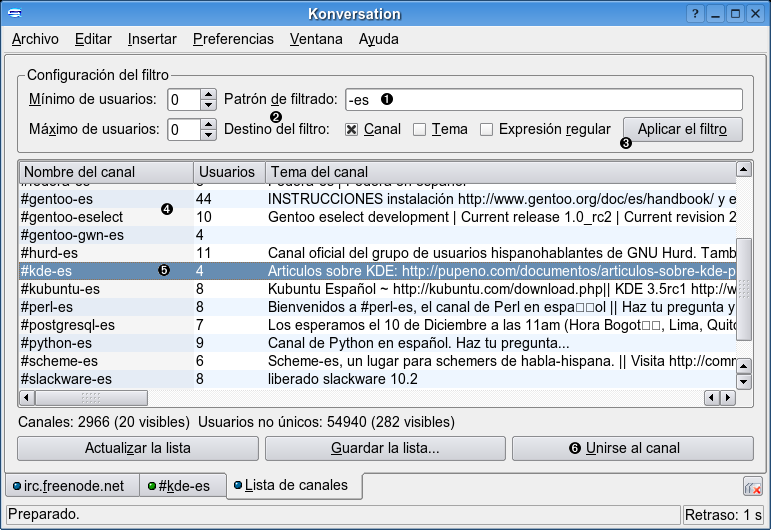 Konversation
Archivo Editar Insertar Preferencias Ventana Ayuda
Configuración del filtro
Mínimo de usuarios: 0 Patrón de filtrado: -es ❶
❷
Máximo de usuarios: 0 Destino del filtro: Canal Tema Expresión regular Aplicar el filtro
❸
Nombre del canal Usuarios Tema del canal
#gentoo-es 44 INSTRUCCIONES instalación http://www.gentoo.org/doc/es/handbook/ y e
❹
#gentoo-eselect 10 Gentoo eselect development | Current release 1.0_rc2 | Current revision 2
#gentoo-gwn-es 4
#hurd-es 11 Canal oficial del grupo de usuarios hispanohablantes de GNU Hurd. Tamb
#kde-es ❺ 4 Articulos sobre KDE: http://pupeno.com/documentos/articulos-sobre-kde-p
#kubuntu-es 8 Kubuntu Español ~ http://kubuntu.com/download.php|| KDE 3.5rc1 http://w
#perl-es 8 Bienvenidos a #perl-es, el canal de Perl en espa□□ol || Haz tu pregunta y
#postgresql-es 7 Los esperamos el 10 de Diciembre a las 11am (Hora Bogot□□, Lima, Quito
#python-es 9 Canal de Python en español. Haz tu pregunta...
#scheme-es 6 Scheme-es, un lugar para schemers de habla-hispana. || Visita http://comm
#slackware-es 8 liberado slackware 10.2
Canales: 2966 (20 visibles) Usuarios no únicos: 54940 (282 visibles)
Actualizar la lista Guardar la lista... ❻ Unirse al canal
irc.freenode.net #kde-es Lista de canales
Preparado. Retraso: 1 s